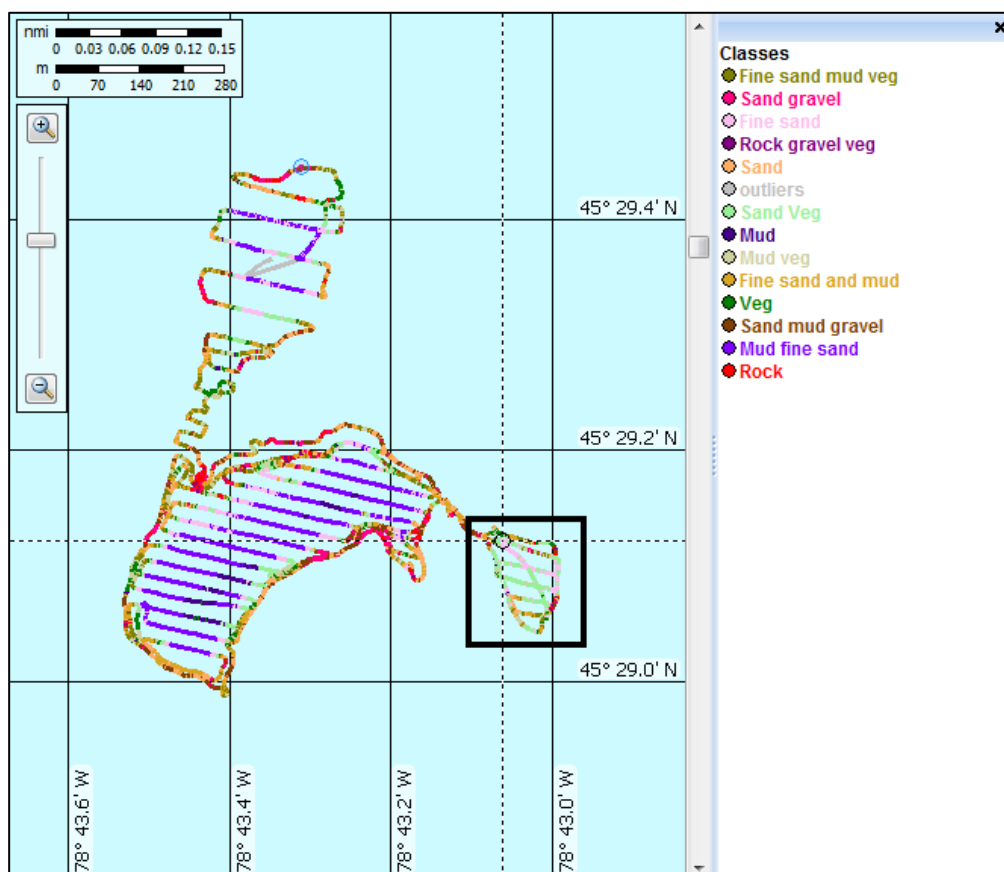 nmi
0 0.03 0.06 0.09 0.12 0.15
m
0 70 140 210 280
45° 29.4' N
45° 29.2' N
45° 29.0' N
78° 43.6' W
78° 43.4' W
78° 43.2' W
78° 43.0' W
Classes
Fine sand mud veg
Sand gravel
Fine sand
Rock gravel veg
Sand
outliers
Sand Veg
Mud
Mud veg
Fine sand and mud
Veg
Sand mud gravel
Mud fine sand
Rock